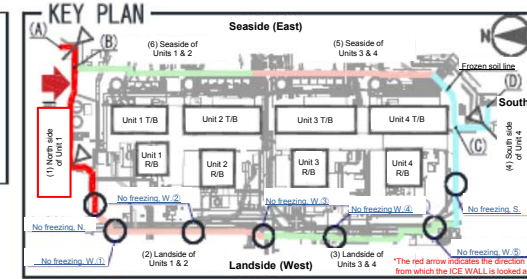 KEY PLAN
Seaside (East)
N
(A)
(B)
(6) Seaside of
Units 1 & 2
(5) Seaside of
Units 3 & 4
Frozen soil line
(D)
South
(1) North side
of Unit 1
Unit 1 T/B
Unit 2 T/B
Unit 3 T/B
Unit 4 T/B
(C)
(4) South side
of Unit 4
Unit 1
R/B
Unit 2
R/B
Unit 3
R/B
Unit 4
R/B
No freezing, N.
No freezing, W.②
No freezing, W.③
No freezing, W.④
No freezing, S.
No freezing, W.①
No freezing, W.⑤
(2) Landside of
Units 1 & 2
Landside (West)
(3) Landside of
Units 3 & 4
*The red arrow indicates the direction
from which the ICE WALL is looked a